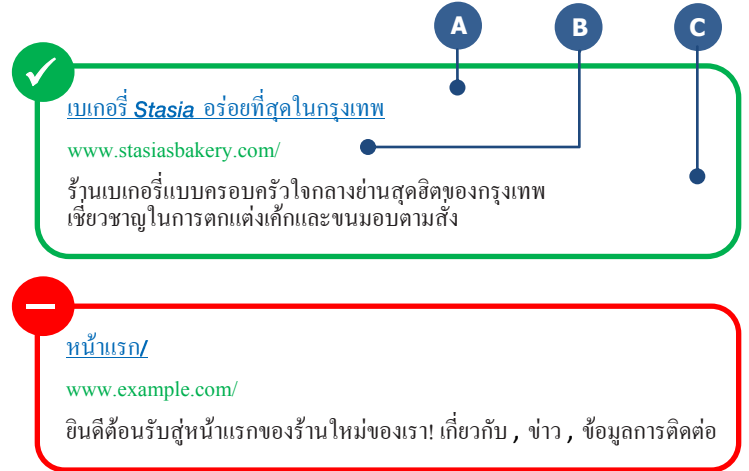 A B C
เบเกอรี่ Stasia อร่อยที่สุดในกรุงเทพ
www.stasiasbakery.com/
ร้านเบเกอรี่แบบครอบครัวใจกลางย่านสุดฮิตของกรุงเทพ
เชี่ยวชาญในการตกแต่งเค้กและขนมอบตามสั่ง
หน้าแรก/
www.example.com/
ยินดีต้อนรับสู่หน้าแรกของร้านใหม่ของเรา! เกี่ยวกับ , ข่าว , ข้อมูลการติดต่อ